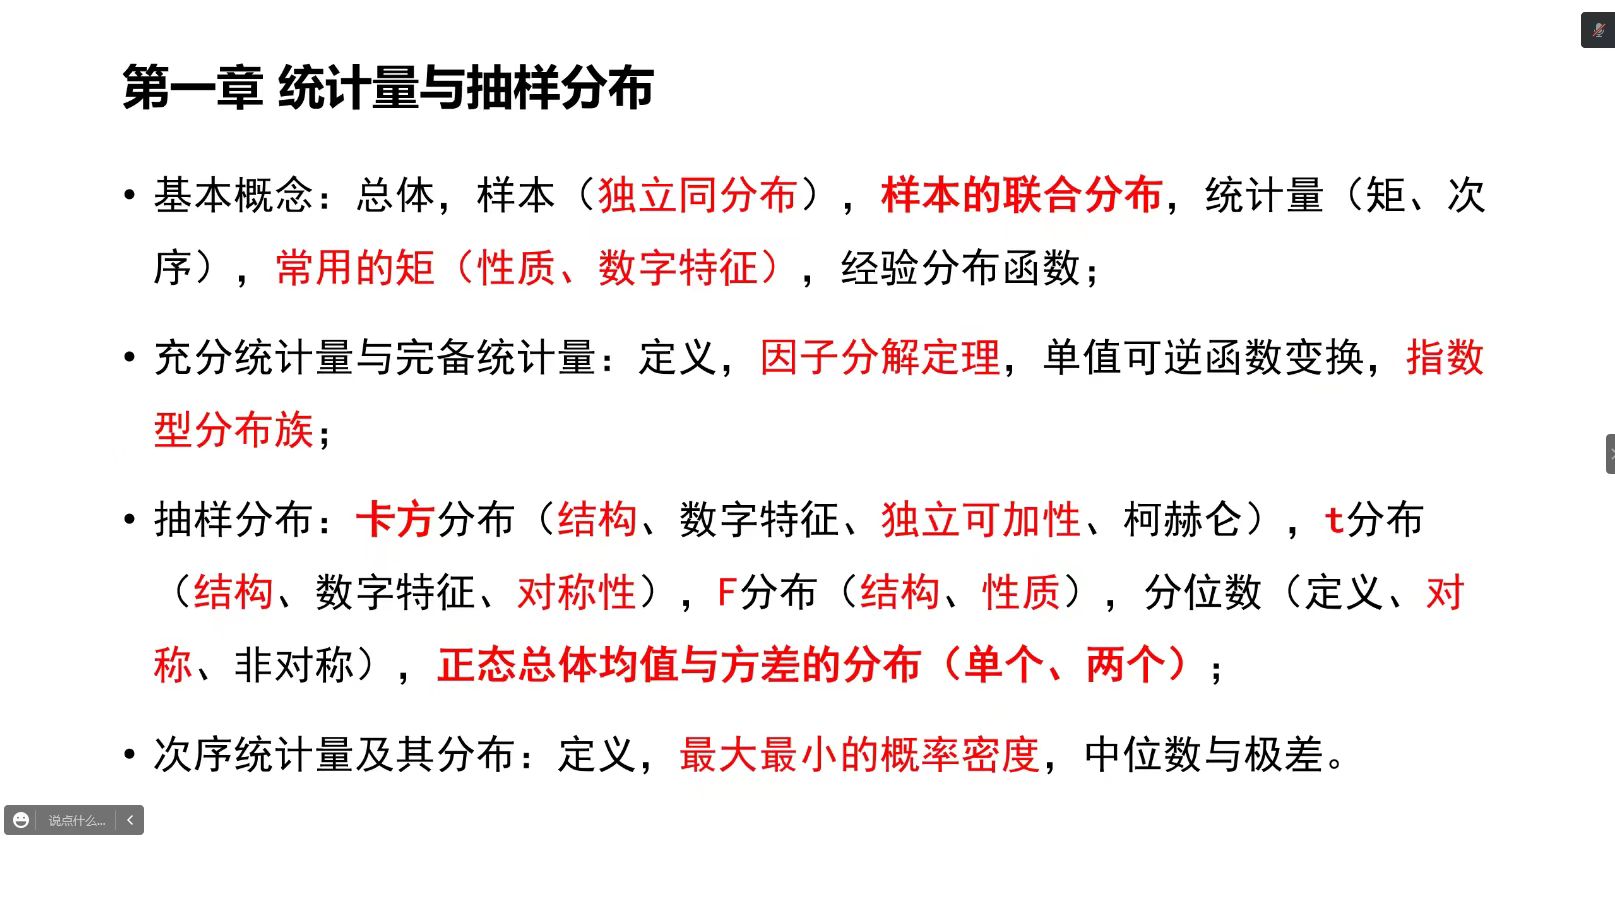 第一章 统计量与抽样分布
• 基本概念：总体，样本（独立同分布），样本的联合分布，统计量（矩、次
序），常用的矩（性质、数字特征），经验分布函数；
• 充分统计量与完备统计量：定义，因子分解定理，单值可逆函数变换，指数
型分布族；
• 抽样分布：卡方分布（结构、数字特征、独立可加性、柯赫仑），t分布
（结构、数字特征、对称性），F分布（结构、性质），分位数（定义、对
称、非对称），正态总体均值与方差的分布（单个、两个）；
• 次序统计量及其分布：定义，最大最小的概率密度，中位数与极差。
说点什么...